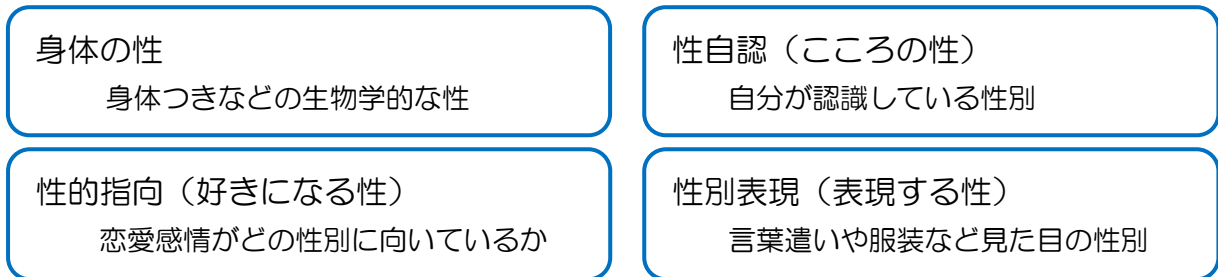 身体の性
身体つきなどの生物学的な性
性自認（こころの性）
自分が認識している性別
性的指向（好きになる性）
恋愛感情がどの性別に向いているか
性別表現（表現する性）
言葉遣いや服装など見た目の性別